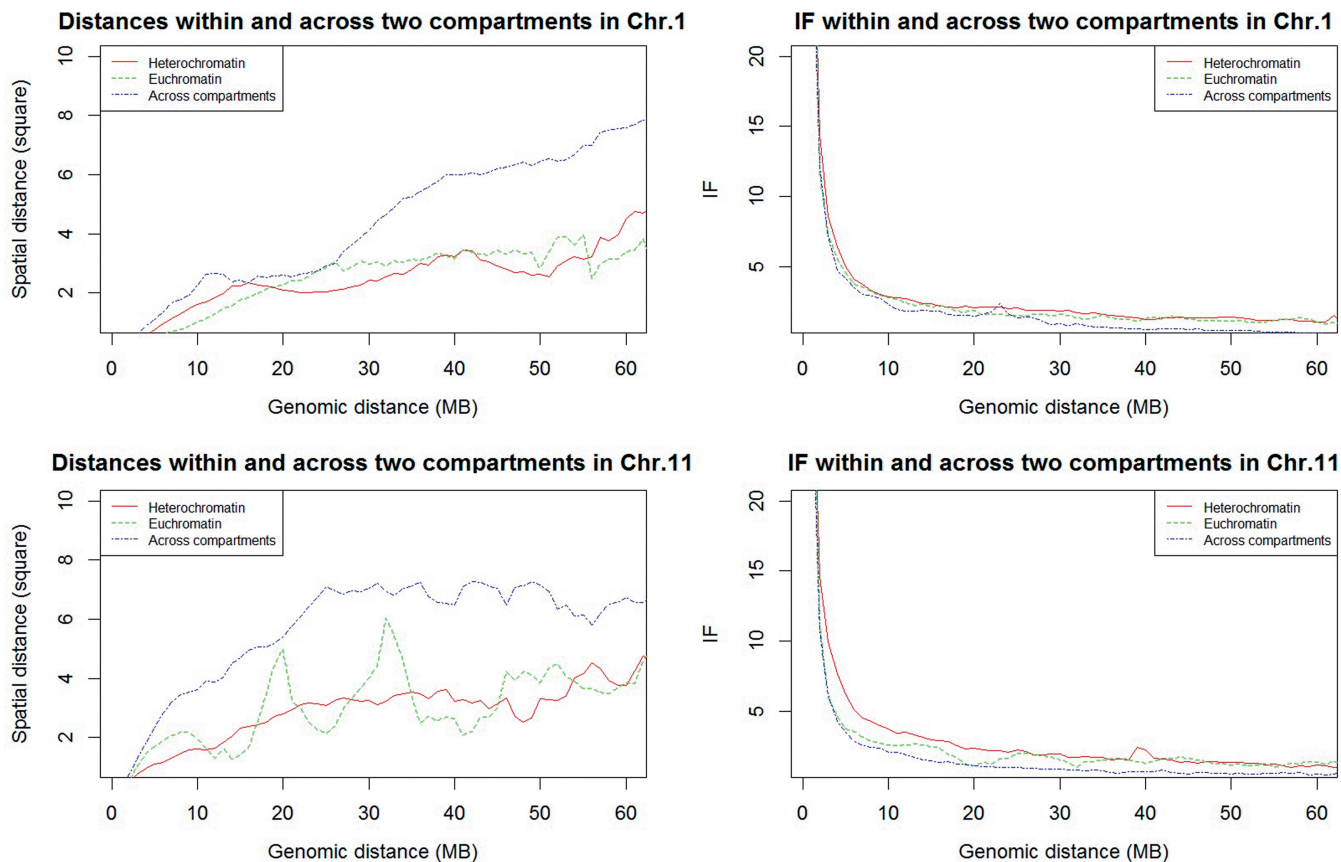 Distances within and across two compartments in Chr.1
Heterochromatin
Euchromatin
Across compartments
10
8
6
4
2
Spatial distance (square)
0 10 20 30 40 50 60
Genomic distance (MB)
IF within and across two compartments in Chr.1
Heterochromatin
Euchromatin
Across compartments
20
15
10
5
IF
0 10 20 30 40 50 60
Genomic distance (MB)
Distances within and across two compartments in Chr.11
Heterochromatin
Euchromatin
Across compartments
10
8
6
4
2
Spatial distance (square)
0 10 20 30 40 50 60
Genomic distance (MB)
IF within and across two compartments in Chr.11
Heterochromatin
Euchromatin
Across compartments
20
15
10
5
IF
0 10 20 30 40 50 60
Genomic distance (MB)